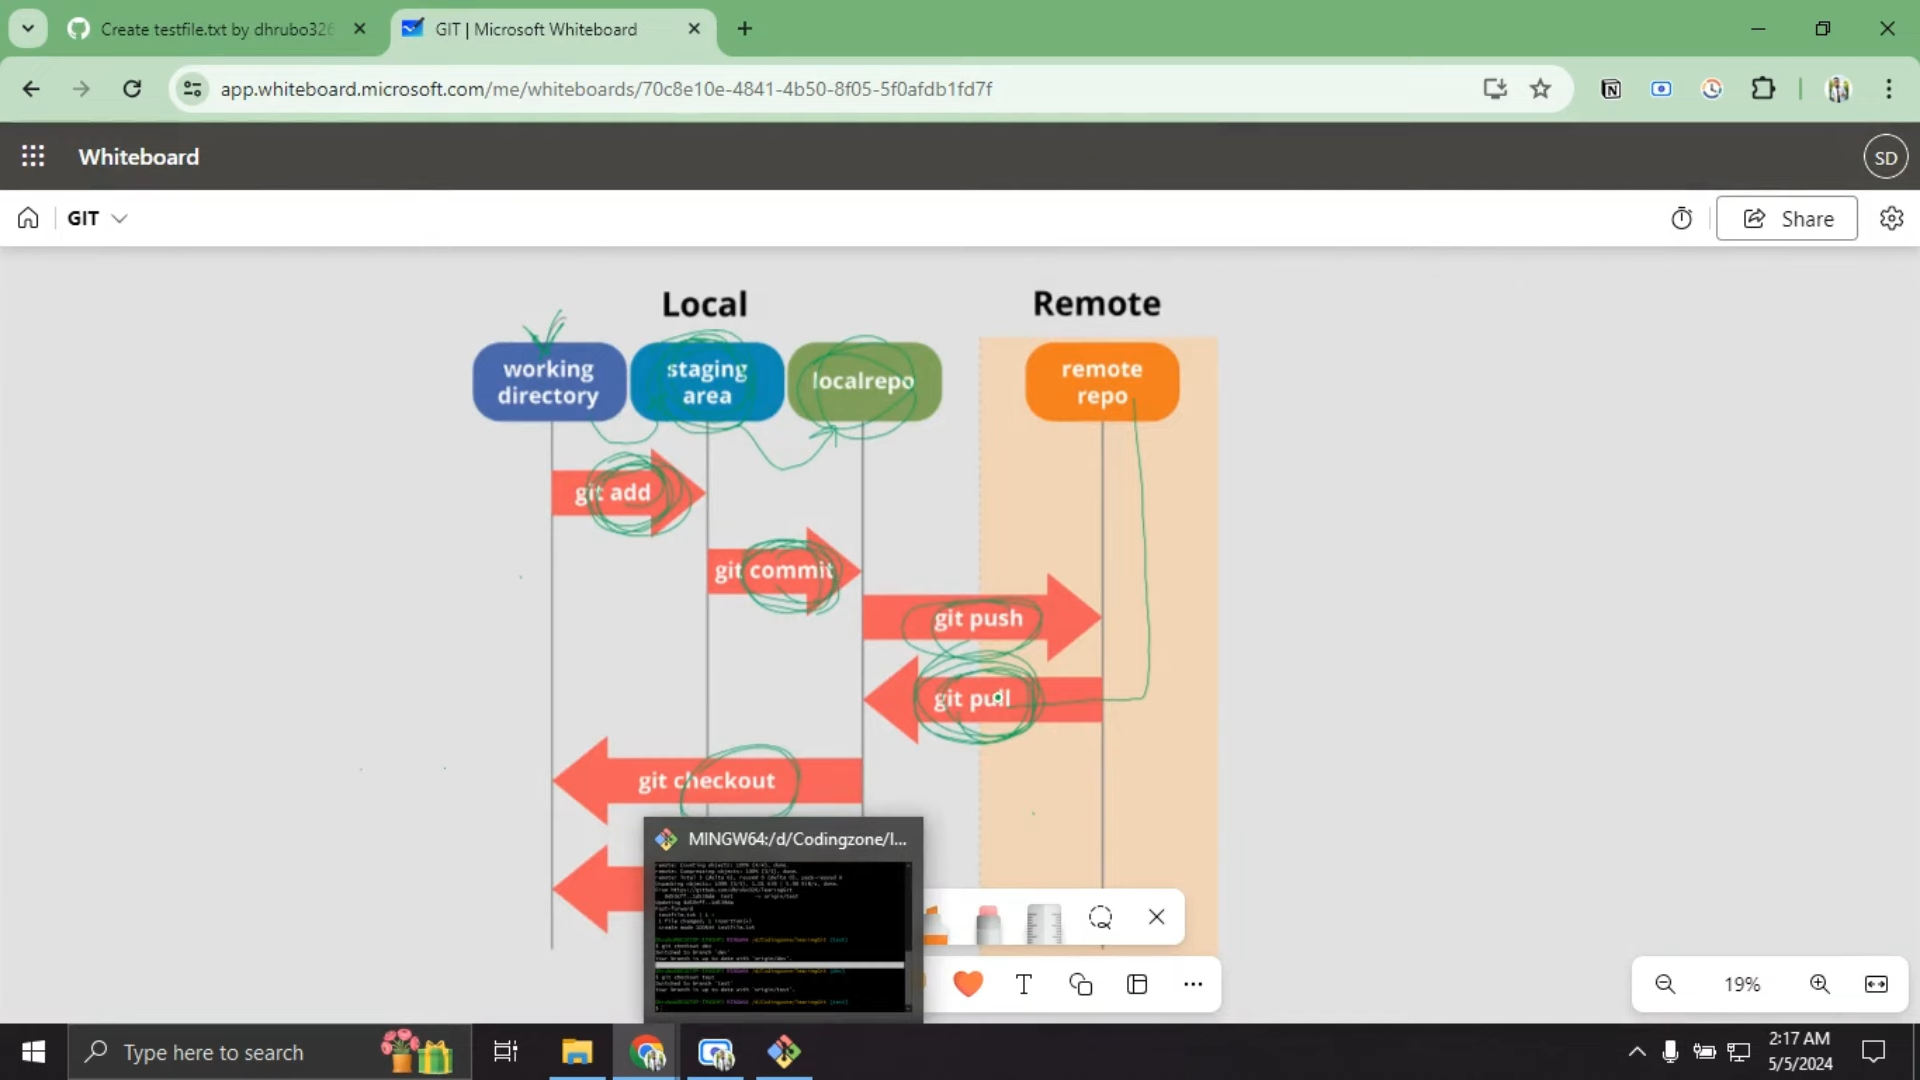 Create testfile.txt by dhrubo326
GIT | Microsoft Whiteboard
app.whiteboard.microsoft.com/me/whiteboards/70c8e10e-4841-4b50-8f05-5f0afdb1fd7f
Whiteboard
SD
GIT
Share
Local
Remote
working
directory
staging
area
localrepo
remote
repo
git add
git commit
git push
git pull
git checkout
MINGW64:/d/Codingzone/l...
19%
Type here to search
2:17 AM
5/5/2024